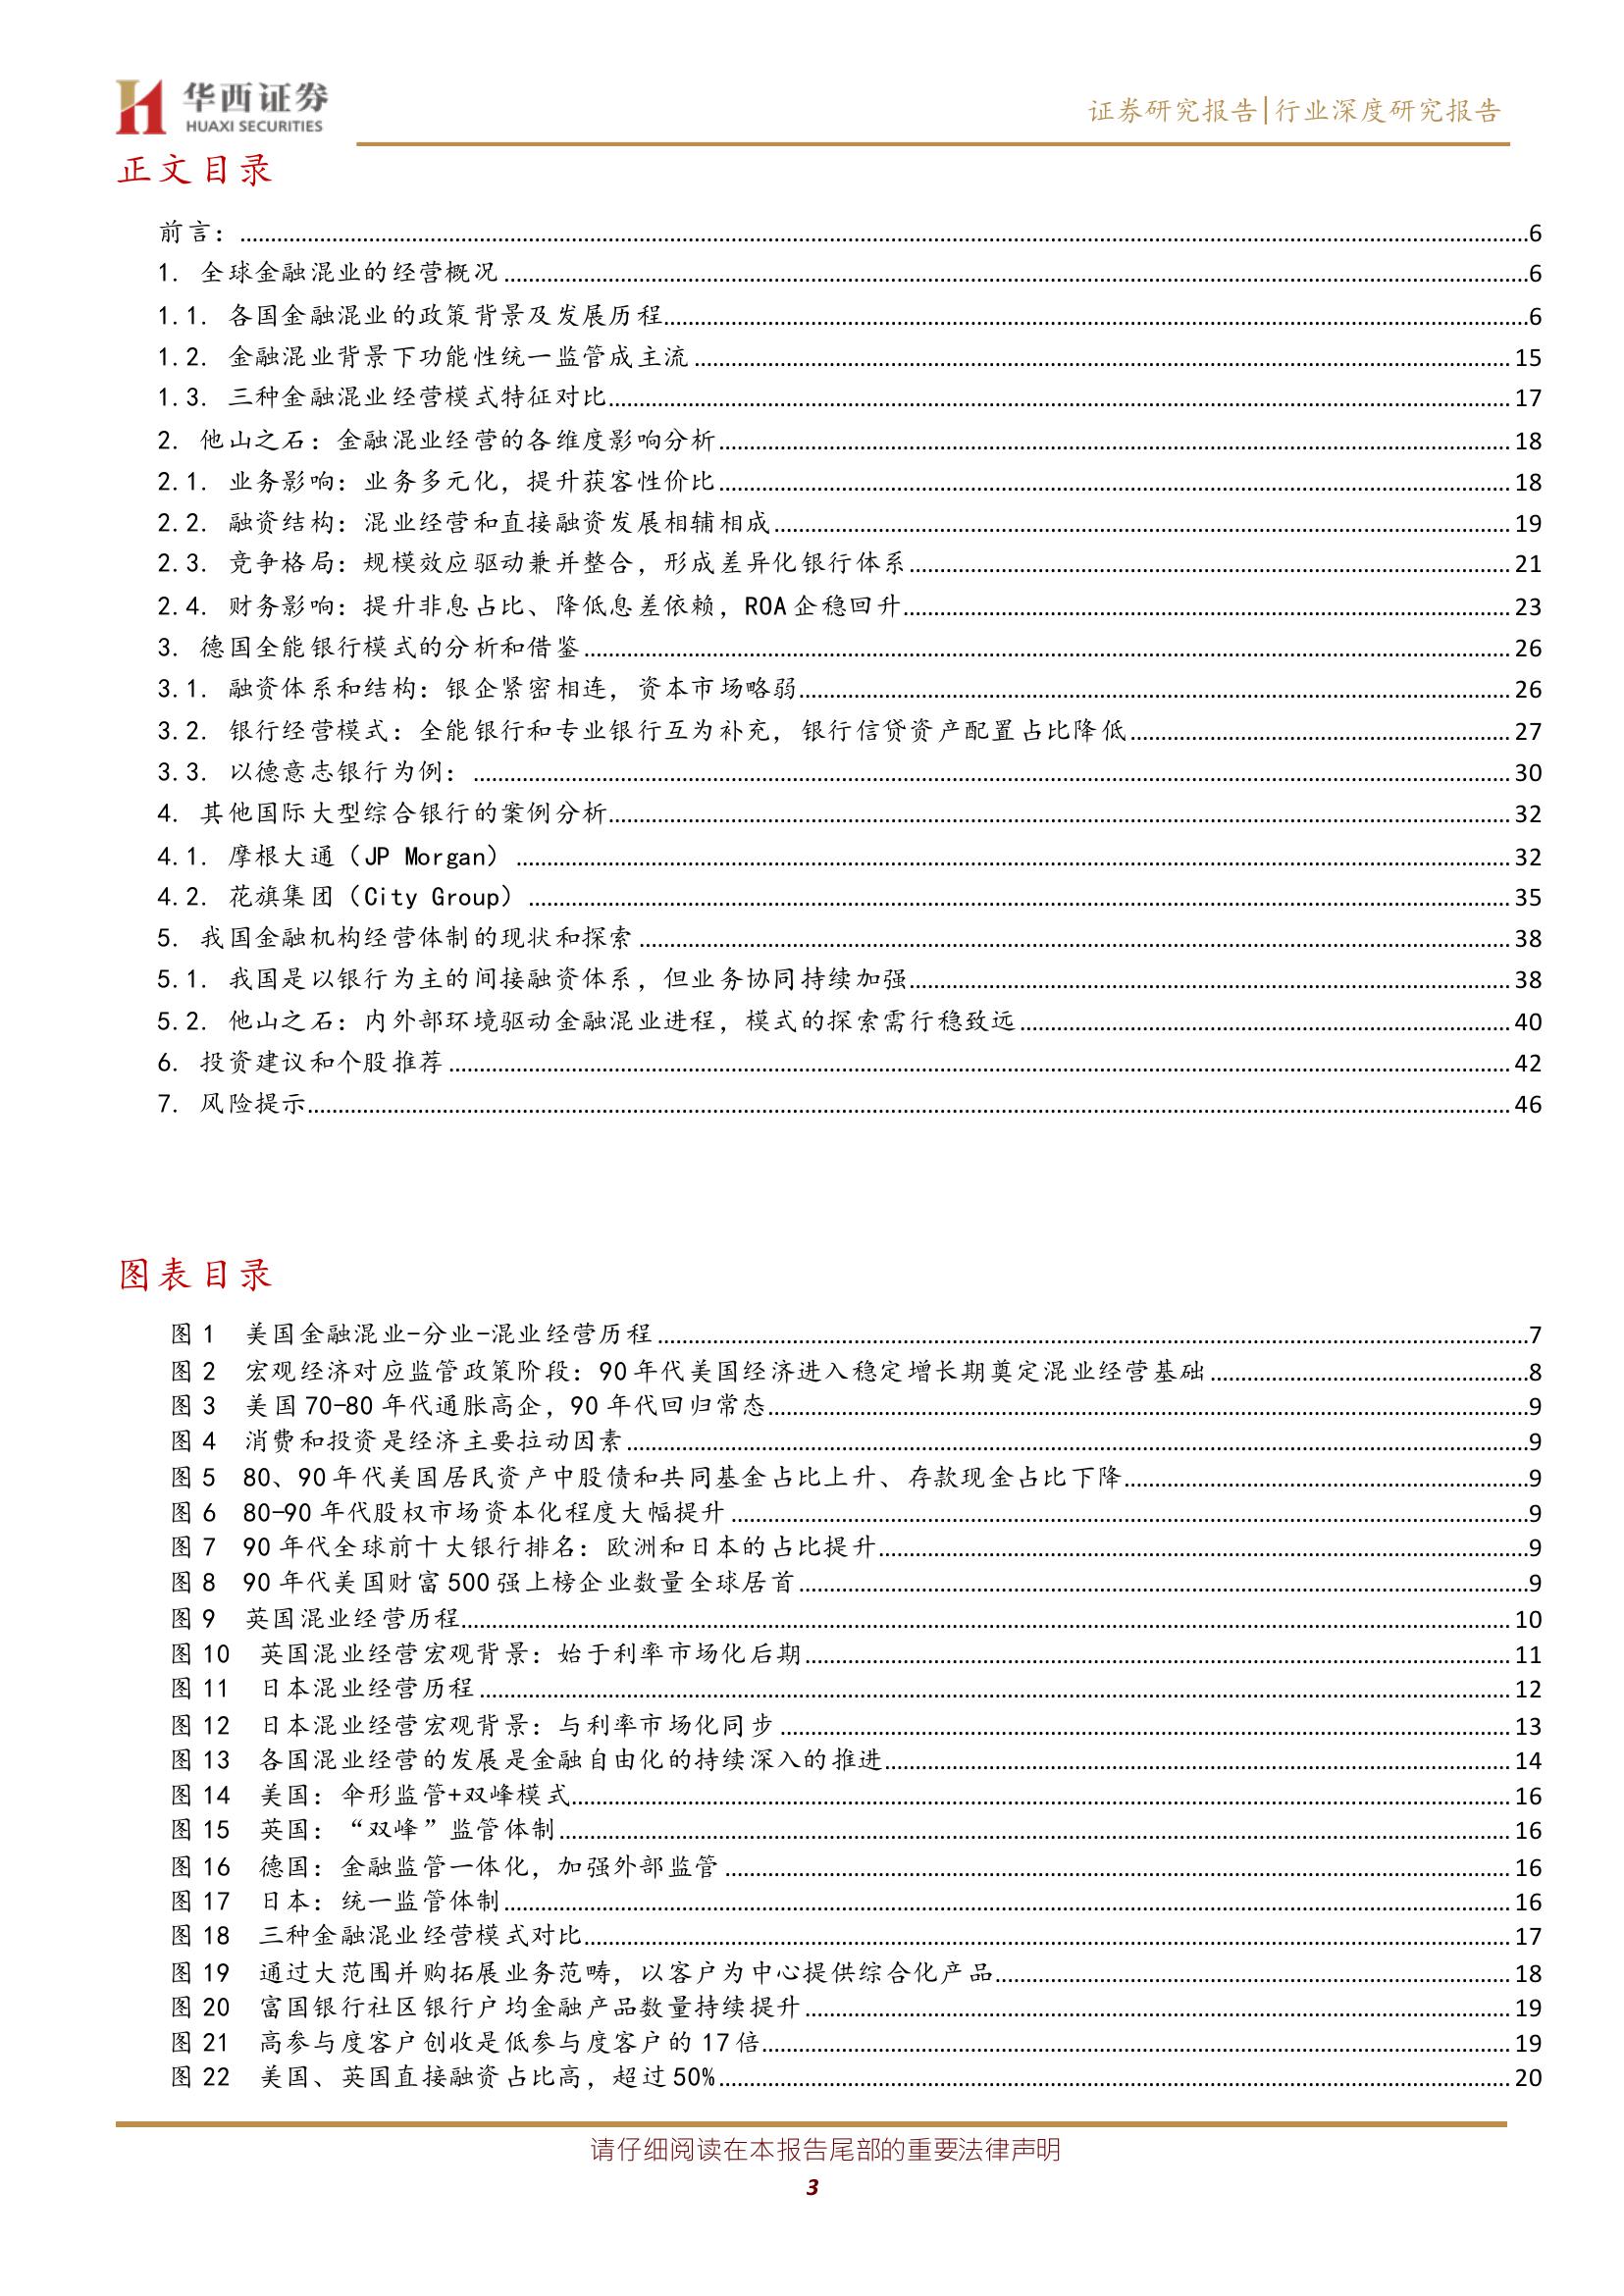 华西证券
HUAXI SECURITIES
证券研究报告|行业深度研究报告
正文目录
前言：6
1. 全球金融混业的经营概况 6
1.1. 各国金融混业的政策背景及发展历程 6
1.2. 金融混业背景下功能性统一监管成主流 15
1.3. 三种金融混业经营模式特征对比 17
2. 他山之石：金融混业经营的各维度影响分析 18
2.1. 业务影响：业务多元化，提升获客性价比 18
2.2. 融资结构：混业经营和直接融资发展相辅相成 19
2.3. 竞争格局：规模效应驱动兼并整合，形成差异化银行体系 21
2.4. 财务影响：提升非息占比、降低息差依赖，ROA企稳回升 23
3. 德国全能银行模式的分析和借鉴 26
3.1. 融资体系和结构：银企紧密相连，资本市场略弱 26
3.2. 银行经营模式：全能银行和专业银行互为补充，银行信贷资产配置占比降低 27
3.3. 以德意志银行为例：30
4. 其他国际大型综合银行的案例分析 32
4.1. 摩根大通（JP Morgan） 32
4.2. 花旗集团（City Group） 35
5. 我国金融机构经营体制的现状和探索 38
5.1. 我国是以银行为主的间接融资体系，但业务协同持续加强 38
5.2. 他山之石：内外部环境驱动金融混业进程，模式的探索需行稳致远 40
6. 投资建议和个股推荐 42
7. 风险提示 46
图表目录
图 1 美国金融混业-分业-混业经营历程 7
图 2 宏观经济对应监管政策阶段：90年代美国经济进入稳定增长期奠定混业经营基础 8
图 3 美国70-80年代通胀高企，90年代回归常态 9
图 4 消费和投资是经济主要拉动因素 9
图 5 80、90年代美国居民资产中股债和共同基金占比上升、存款现金占比下降 9
图 6 80-90年代股权市场资本化程度大幅提升 9
图 7 90年代全球前十大银行排名：欧洲和日本的占比提升 9
图 8 90年代美国财富500强上榜企业数量全球居首 9
图 9 英国混业经营历程 10
图 10 英国混业经营宏观背景：始于利率市场化后期 11
图 11 日本混业经营历程 12
图 12 日本混业经营宏观背景：与利率市场化同步 13
图 13 各国混业经营的发展是金融自由化的持续深入的推进 14
图 14 美国：伞形监管+双峰模式 16
图 15 英国：“双峰”监管体制 16
图 16 德国：金融监管一体化，加强外部监管 16
图 17 日本：统一监管体制 16
图 18 三种金融混业经营模式对比 17
图 19 通过大范围并购拓展业务范畴，以客户为中心提供综合化产品 18
图 20 富国银行社区银行户均金融产品数量持续提升 19
图 21 高参与度客户创收是低参与度客户的17倍 19
图 22 美国、英国直接融资占比高，超过50% 20
请仔细阅读在本报告尾部的重要法律声明
3